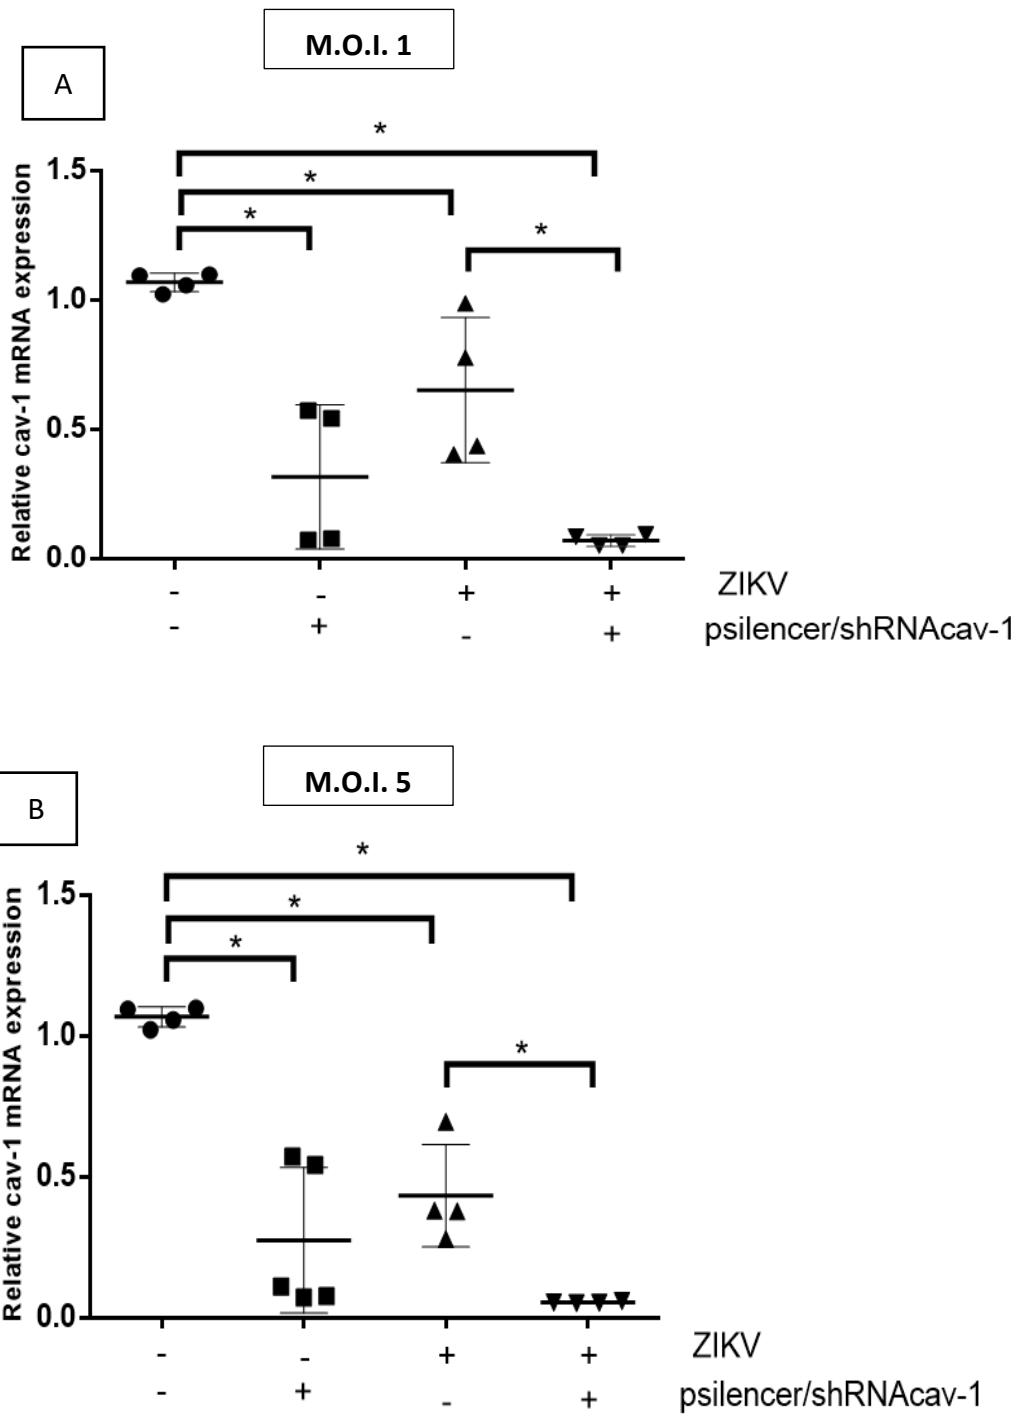 M.O.I. 1
A
*
*
*
*
Relative cav-1 mRNA expression
1.5
1.0
0.5
0.0
- - + + ZIKV
- + - + psilencer/shRNAcav-1
M.O.I. 5
B
*
*
*
*
Relative cav-1 mRNA expression
1.5
1.0
0.5
0.0
- - + + ZIKV
- + - + psilencer/shRNAcav-1